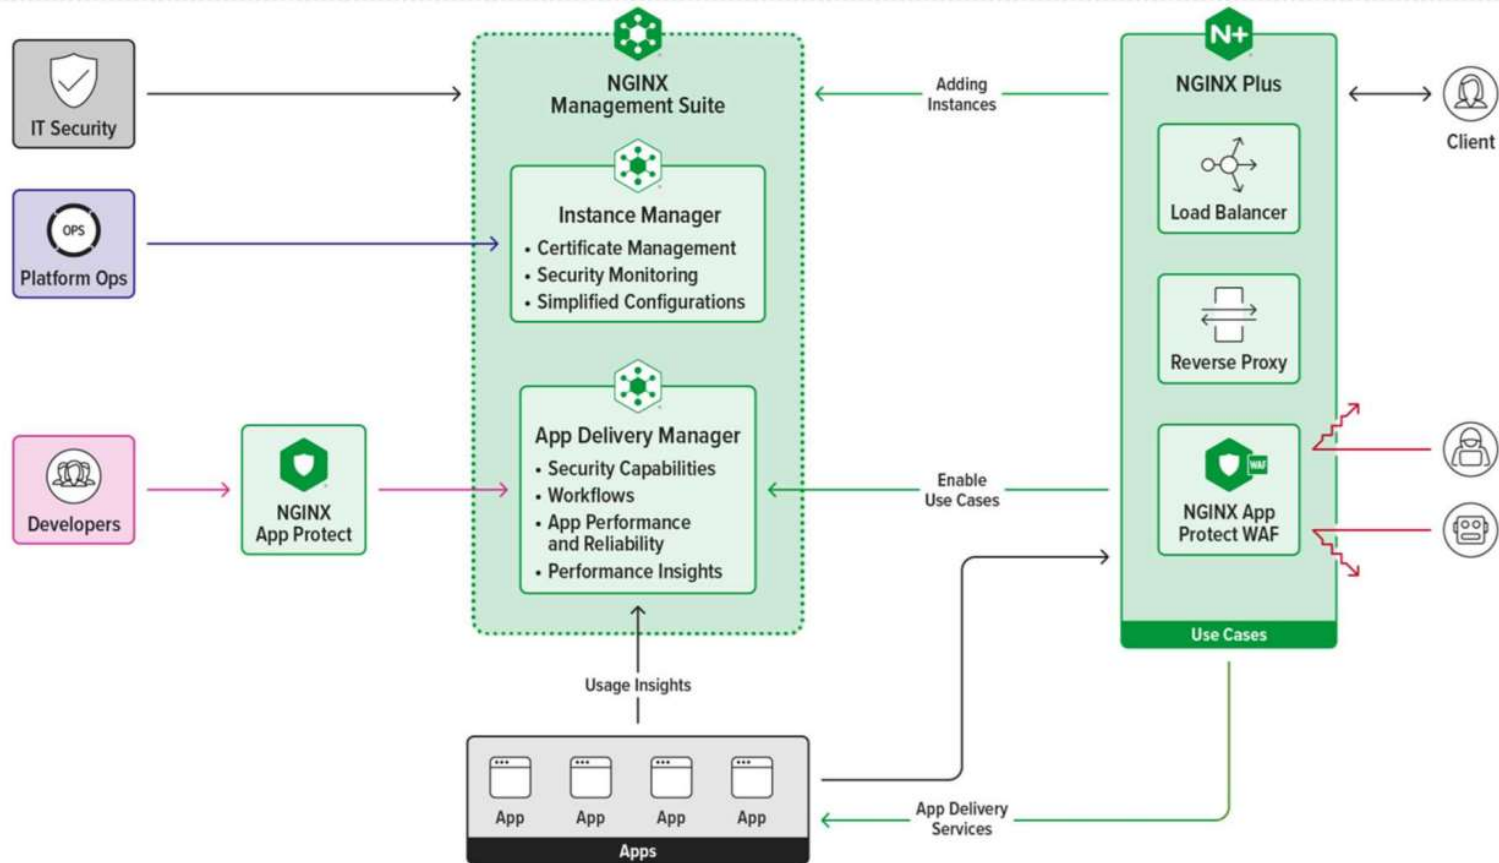 IT Security
Platform Ops
OPS
Developers
NGINX
App Protect
NGINX
Management Suite
Instance Manager
• Certificate Management
• Security Monitoring
• Simplified Configurations
App Delivery Manager
• Security Capabilities
• Workflows
• App Performance
and Reliability
• Performance Insights
Usage Insights
App
App
App
App
Apps
Adding
Instances
Enable
Use Cases
App Delivery
Services
N+
NGINX Plus
Load Balancer
Reverse Proxy
WAF
NGINX App
Protect WAF
Use Cases
Client